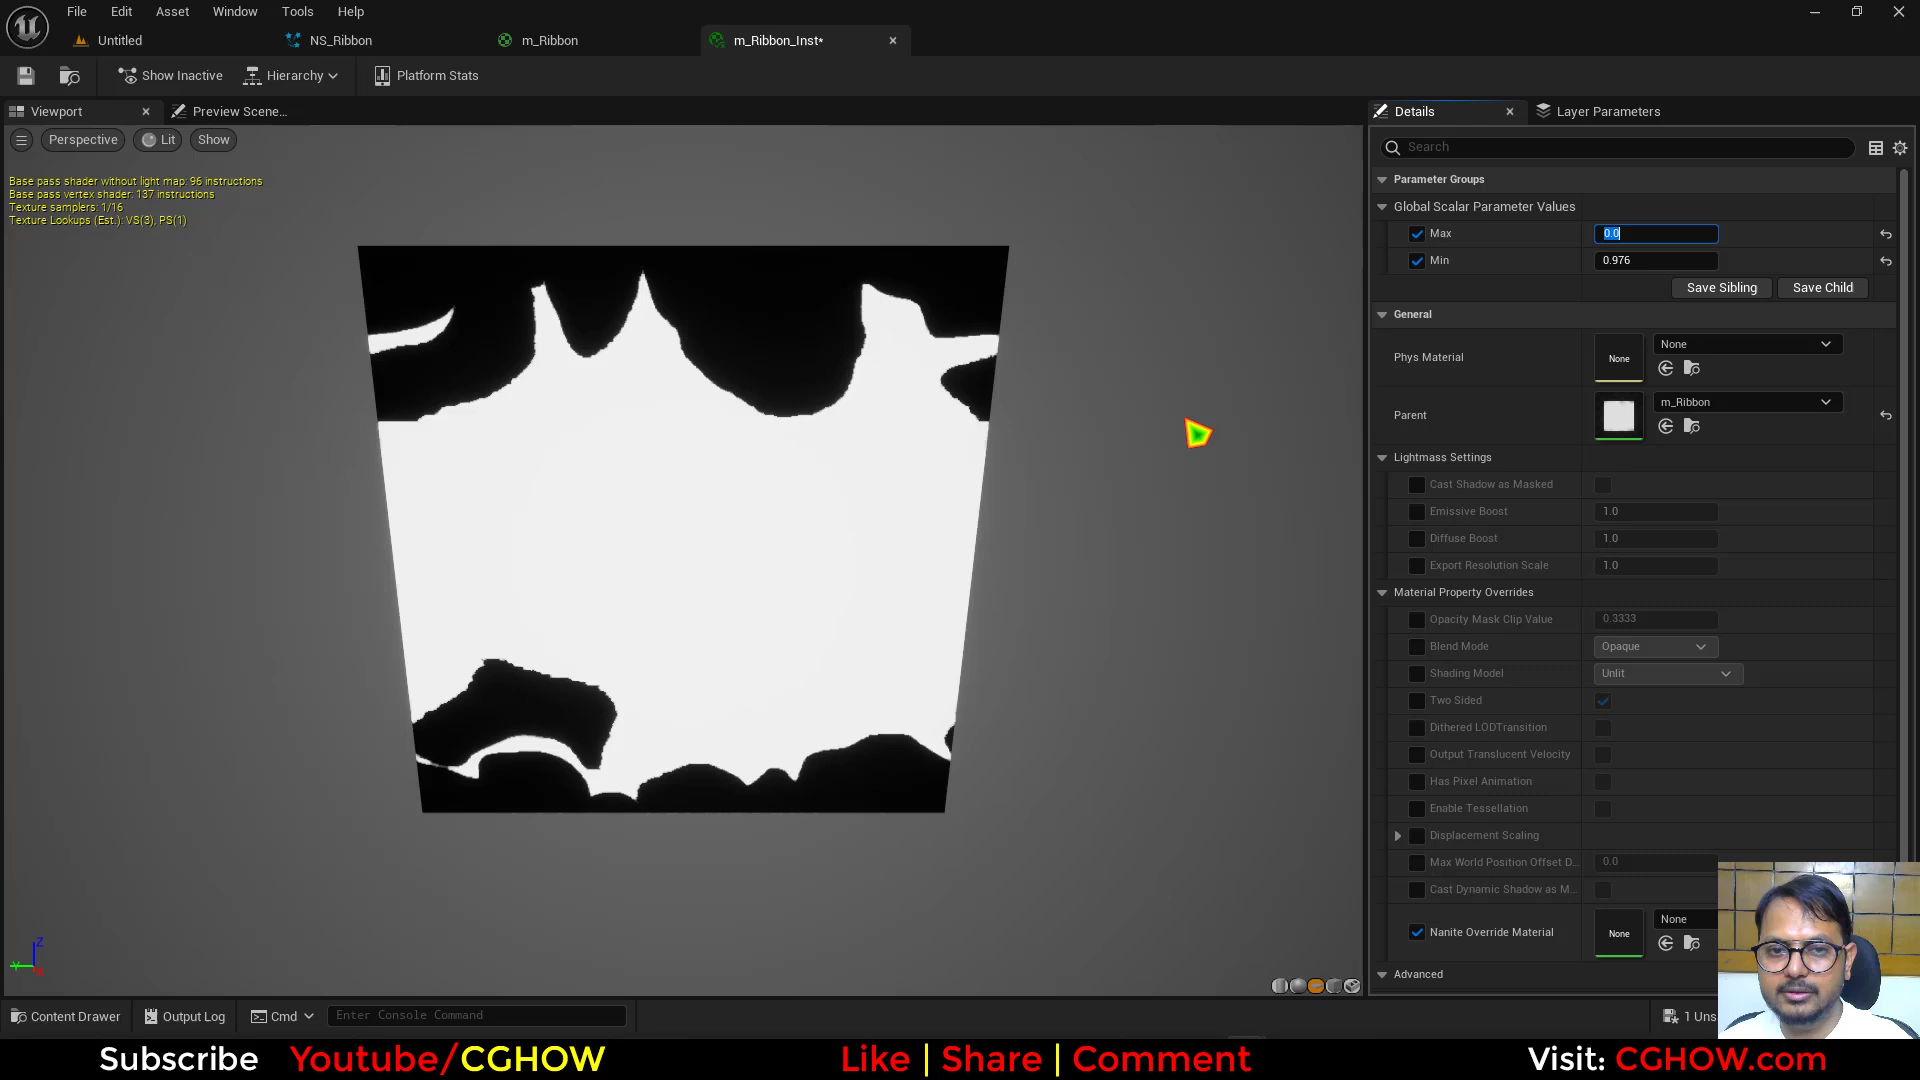 File Edit Asset Window Tools Help
Untitled NS_Ribbon m_Ribbon m_Ribbon_Inst*
Show Inactive Hierarchy Platform Stats
Viewport Preview Scene... Details Layer Parameters
Perspective Lit Show
Search
Base pass shader without light map: 96 instructions
Base pass vertex shader: 137 instructions
Texture samplers: 1/16
Texture Lookups (Est.): VS(3), PS(1)
Parameter Groups
Global Scalar Parameter Values
Max 0.0
Min 0.976
Save Sibling Save Child
General
Phys Material None None
Parent m_Ribbon
Lightmass Settings
Cast Shadow as Masked
Emissive Boost 1.0
Diffuse Boost 1.0
Export Resolution Scale 1.0
Material Property Overrides
Opacity Mask Clip Value 0.3333
Blend Mode Opaque
Shading Model Unlit
Two Sided
Dithered LODTransition
Output Translucent Velocity
Has Pixel Animation
Enable Tessellation
Displacement Scaling
Max World Position Offset D... 0.0
Cast Dynamic Shadow as M...
Nanite Override Material None None
Advanced
Z
Y
Content Drawer Output Log Cmd Enter Console Command 1 Uns
Subscribe Youtube/CGHOW Like | Share | Comment Visit: CGHOW.com